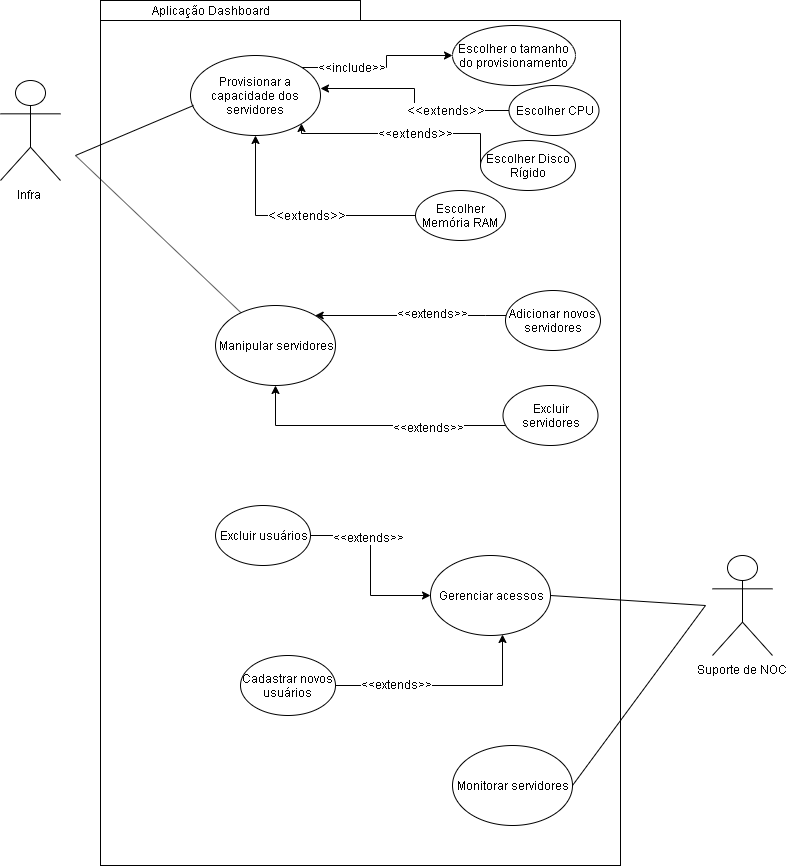 Aplicação Dashboard
Escolher o tamanho
do provisionamento
<<include>>
Provisionar a
capacidade dos
servidores
<<extends>>
Escolher CPU
<<extends>>
Escolher Disco
Rígido
Infra
Escolher
Memória RAM
<<extends>>
Adicionar novos
servidores
<<extends>>
Manipular servidores
Excluir
servidores
<<extends>>
Excluir usuários
<<extends>>
Gerenciar acessos
Suporte de NOC
Cadastrar novos
usuários
<<extends>>
Monitorar servidores